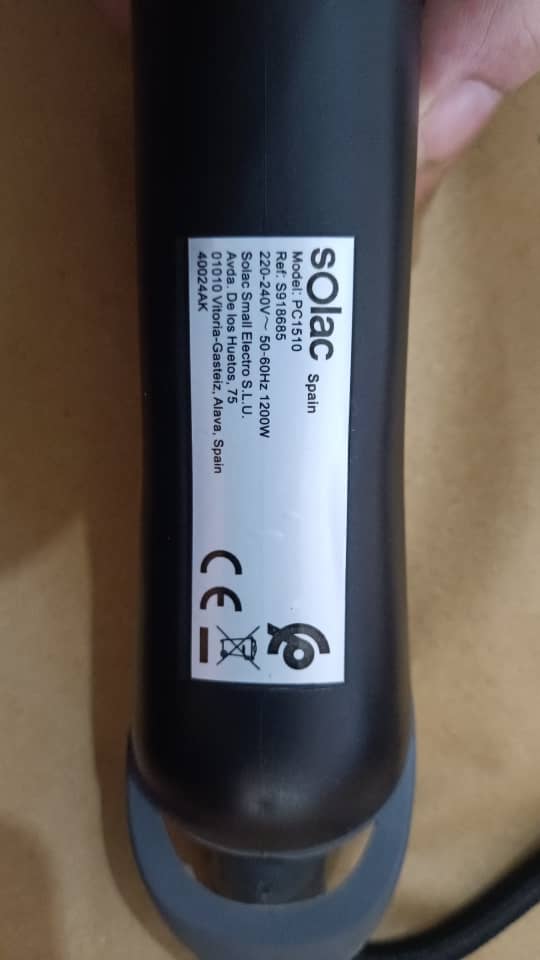 solac Spain
Model: PC1510
Ref: S918685
220-240V~ 50-60Hz 1200W
Solac Small Electro S.L.U.
Avda. De los Huetos, 75
01010 Vitoria-Gasteiz, Alava, Spain
40024AK
CE